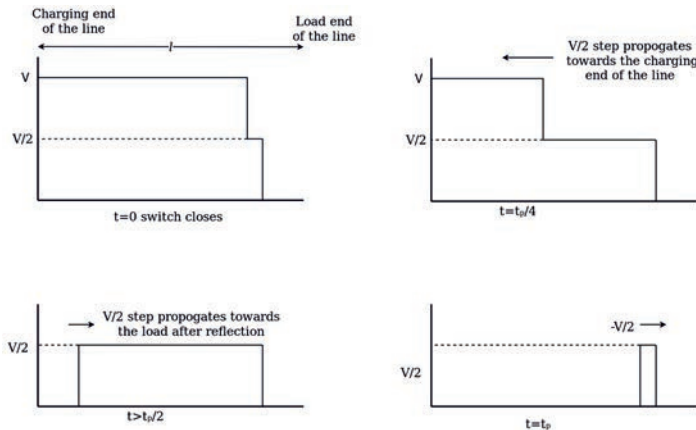 Charging end
of the line
Load end
of the line
l
V
V/2
t=0 switch closes
V/2 step propogates
towards the charging
end of the line
V
V/2
t=tp/4
V/2 step propogates towards
the load after reflection
V/2
t>tp/2
-V/2
V/2
t=tp